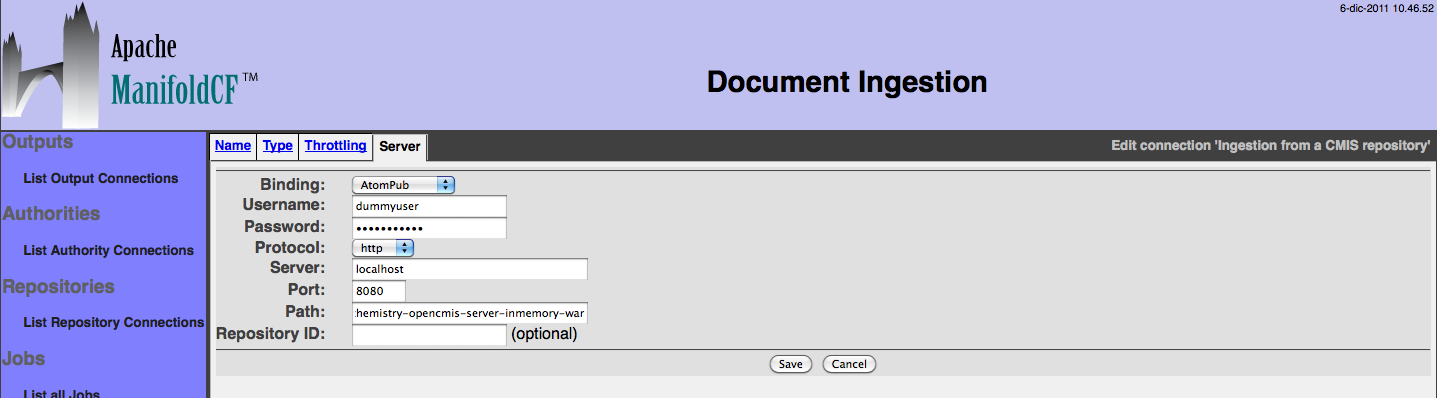 6-dic-2011 10.46.52
Apache
ManifoldCF™
Document Ingestion
Outputs
List Output Connections
Authorities
List Authority Connections
Repositories
List Repository Connections
Jobs
List all Jobs
Name Type Throttling Server Edit connection 'Ingestion from a CMIS repository'
Binding: AtomPub
Username: dummyuser
Password: •••••••••••
Protocol: http
Server: localhost
Port: 8080
Path: hemistry-opencmis-server-inmemory-war
Repository ID: (optional)
Save Cancel